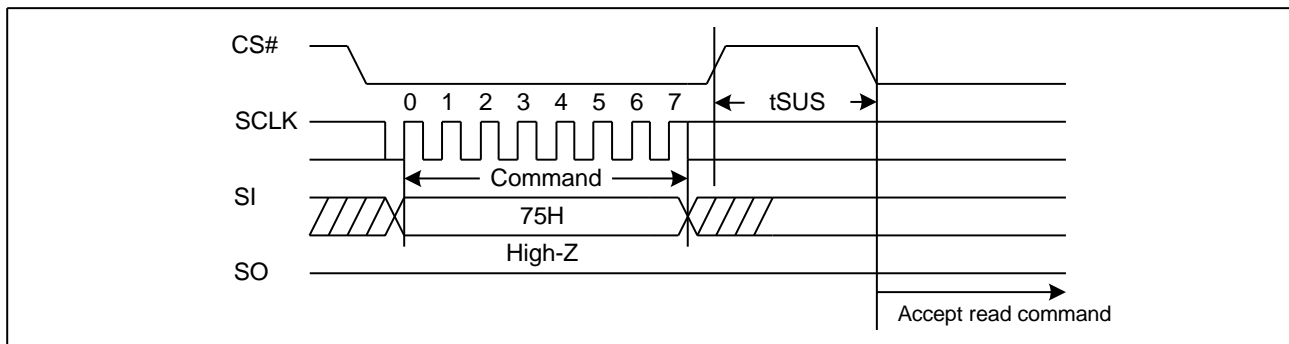 CS#
0 1 2 3 4 5 6 7
tSUS
SCLK
Command
SI
75H
High-Z
SO
Accept read command